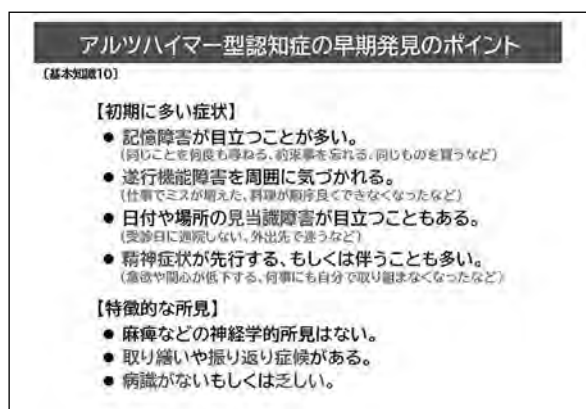 アルツハイマー型認知症の早期発見のポイント
〔基本知識10〕
【初期に多い症状】
● 記憶障害が目立つことが多い。
(同じことを何度も尋ねる、約束事を忘れる、同じものを買うなど)
● 遂行機能障害を周囲に気づかれる。
(仕事でミスが増えた、料理が順序良くできなくなったなど)
● 日付や場所の見当識障害が目立つこともある。
(受診日に通院しない、外出先で迷うなど)
● 精神症状が先行する、もしくは伴うことも多い。
(意欲や関心が低下する、何事にも自分で取り組まなくなったなど)
【特徴的な所見】
● 麻痺などの神経学的所見はない。
● 取り繕いや振り返り症候がある。
● 病識がないもしくは乏しい。